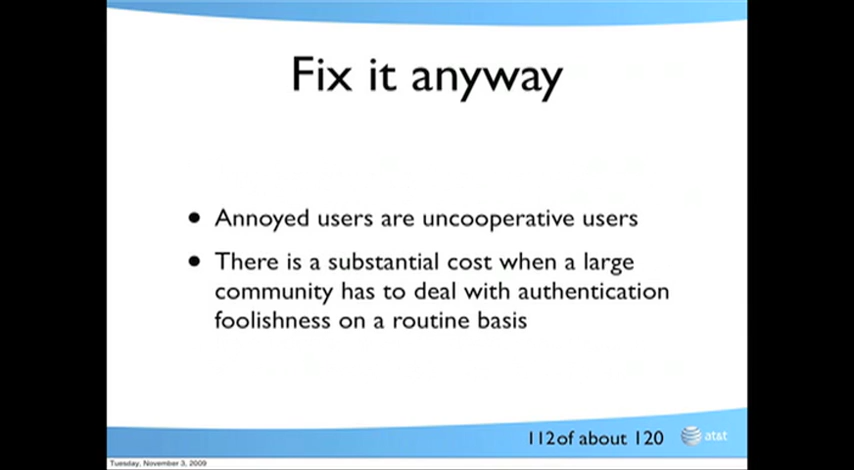 Fix it anyway
• Annoyed users are uncooperative users
• There is a substantial cost when a large
community has to deal with authentication
foolishness on a routine basis
112of about 120
at&t
Tuesday, November 3, 2009